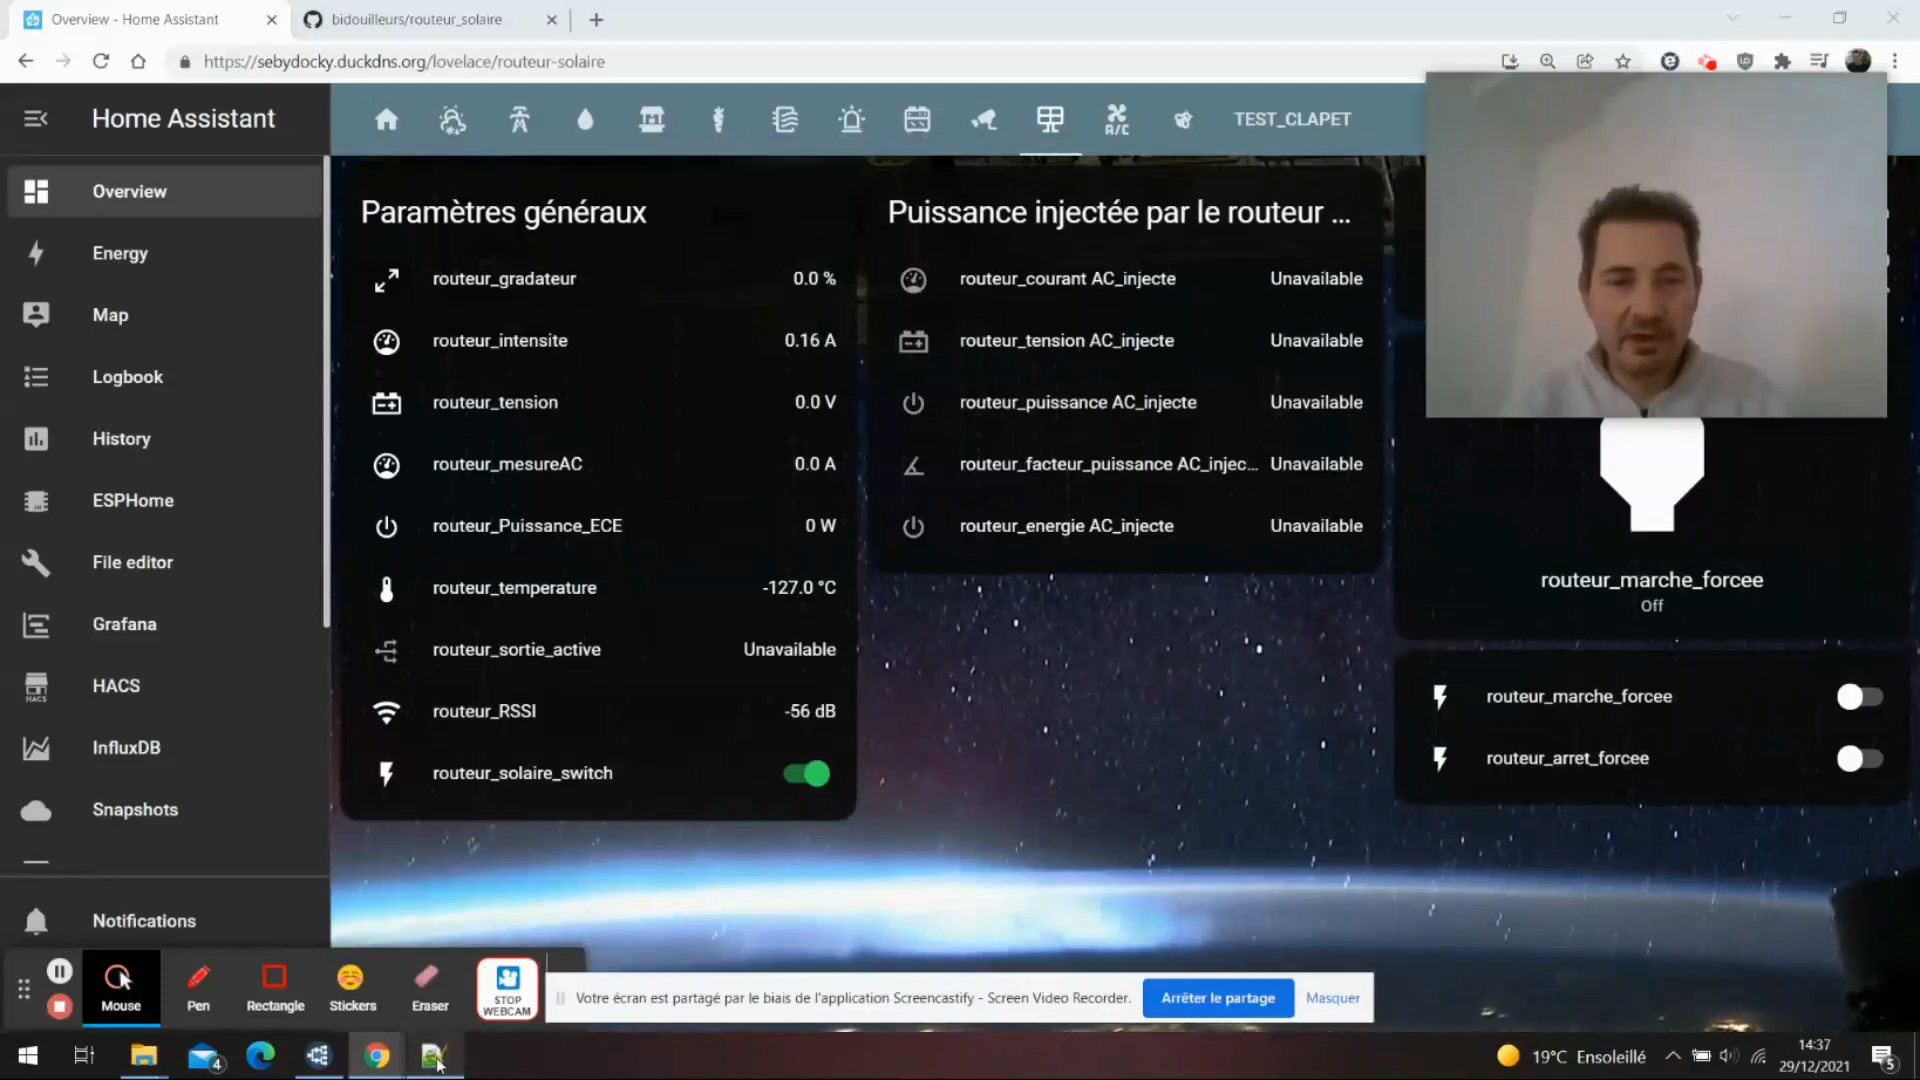 Overview - Home Assistant
bidouilleurs/routeur_solaire
https://sebydocky.duckdns.org/lovelace/routeur-solaire
Home Assistant
A/C
TEST_CLAPET
Overview
Energy
Map
Logbook
History
ESPHome
File editor
Grafana
HACS
HACS
InfluxDB
Snapshots
Notifications
Paramètres généraux
routeur_gradateur 0.0 %
routeur_intensite 0.16 A
routeur_tension 0.0 V
routeur_mesureAC 0.0 A
routeur_Puissance_ECE 0 W
routeur_temperature -127.0 °C
routeur_sortie_active Unavailable
routeur_RSSI -56 dB
routeur_solaire_switch
Puissance injectée par le routeur ...
routeur_courant AC_injecte Unavailable
routeur_tension AC_injecte Unavailable
routeur_puissance AC_injecte Unavailable
routeur_facteur_puissance AC_injec... Unavailable
routeur_energie AC_injecte Unavailable
routeur_marche_forcee
Off
routeur_marche_forcee
routeur_arret_forcee
Mouse
Pen
Rectangle
Stickers
Eraser
STOP
WEBCAM
Votre écran est partagé par le biais de l'application Screencastify - Screen Video Recorder.
Arrêter le partage
Masquer
4
19°C Ensoleillé
14:37
29/12/2021
5